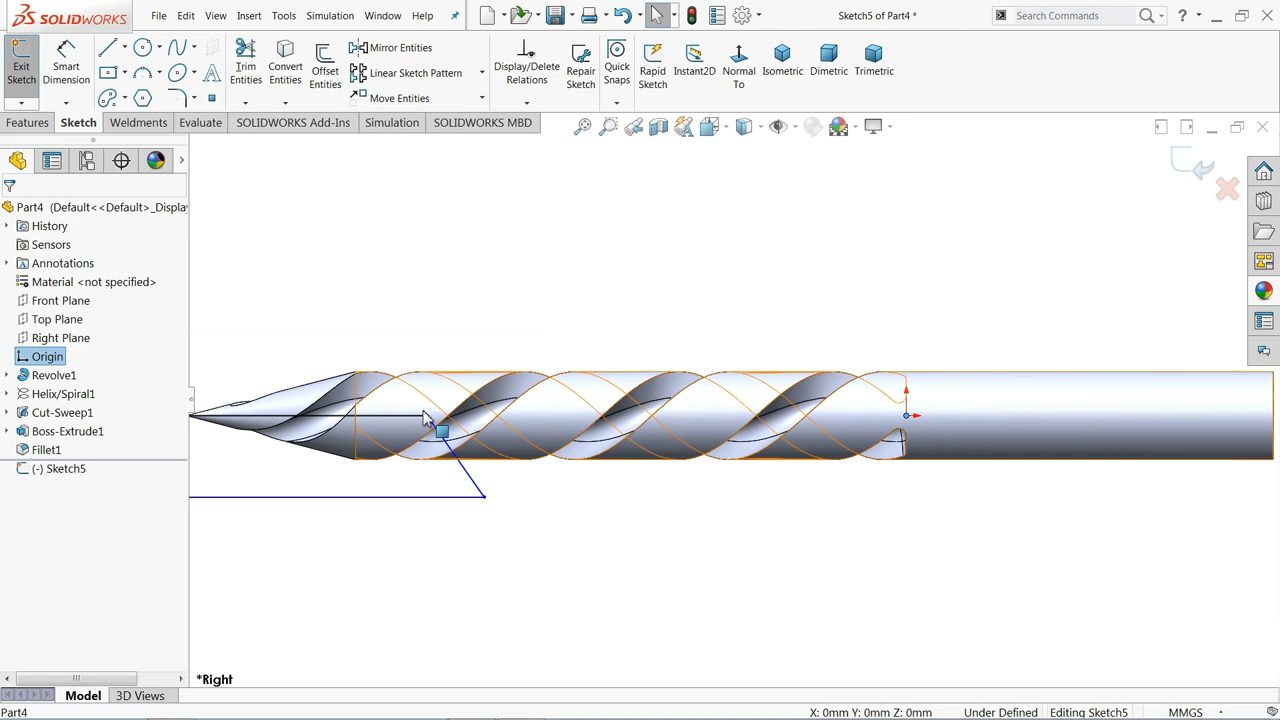 SOLIDWORKS File Edit View Insert Tools Simulation Window Help Sketch5 of Part4 * Search Commands ?
Exit Sketch
Smart Dimension
Trim Entities
Convert Entities
Offset Entities
Mirror Entities
Linear Sketch Pattern
Move Entities
Display/Delete Relations
Repair Sketch
Quick Snaps
Rapid Sketch
Instant2D
Normal To
Isometric
Dimetric
Trimetric
Features Sketch Weldments Evaluate SOLIDWORKS Add-Ins Simulation SOLIDWORKS MBD
Part4 (Default<<Default>_Displa
History
Sensors
Annotations
Material <not specified>
Front Plane
Top Plane
Right Plane
Origin
Revolve1
Helix/Spiral1
Cut-Sweep1
Boss-Extrude1
Fillet1
(-) Sketch5
*Right
Model 3D Views
Part4 X: 0mm Y: 0mm Z: 0mm Under Defined Editing Sketch5 MMGS